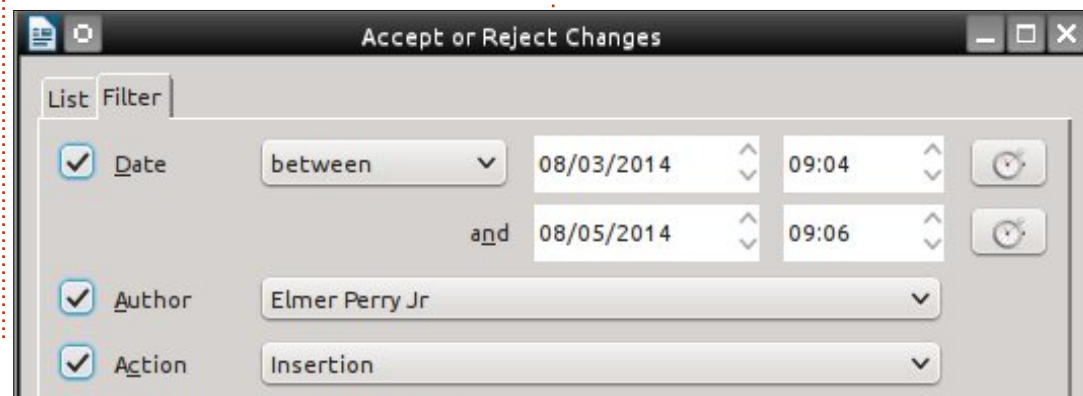 Accept or Reject Changes
List Filter
Date between 08/03/2014 09:04
and 08/05/2014 09:06
Author Elmer Perry Jr
Action Insertion